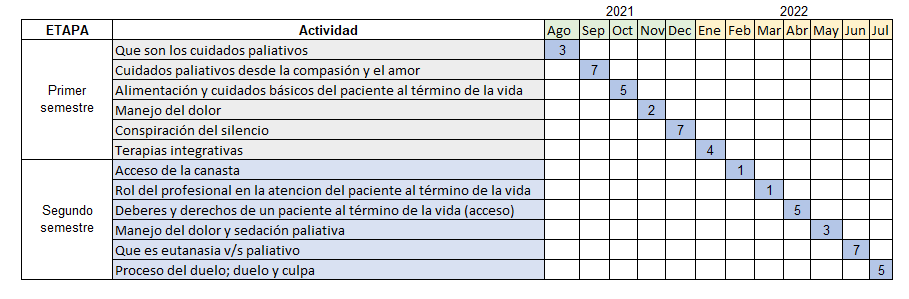 2021 2022
ETAPA Actividad Ago Sep Oct Nov Dec Ene Feb Mar Abr May Jun Jul
Que son los cuidados paliativos 3
Cuidados paliativos desde la compasión y el amor 7
Primer semestre Alimentación y cuidados básicos del paciente al término de la vida 5
Manejo del dolor 2
Conspiración del silencio 7
Terapias integrativas 4
Acceso de la canasta 1
Rol del profesional en la atencion del paciente al término de la vida 1
Segundo semestre Deberes y derechos de un paciente al término de la vida (acceso) 5
Manejo del dolor y sedación paliativa 3
Que es eutanasia v/s paliativo 7
Proceso del duelo; duelo y culpa 5